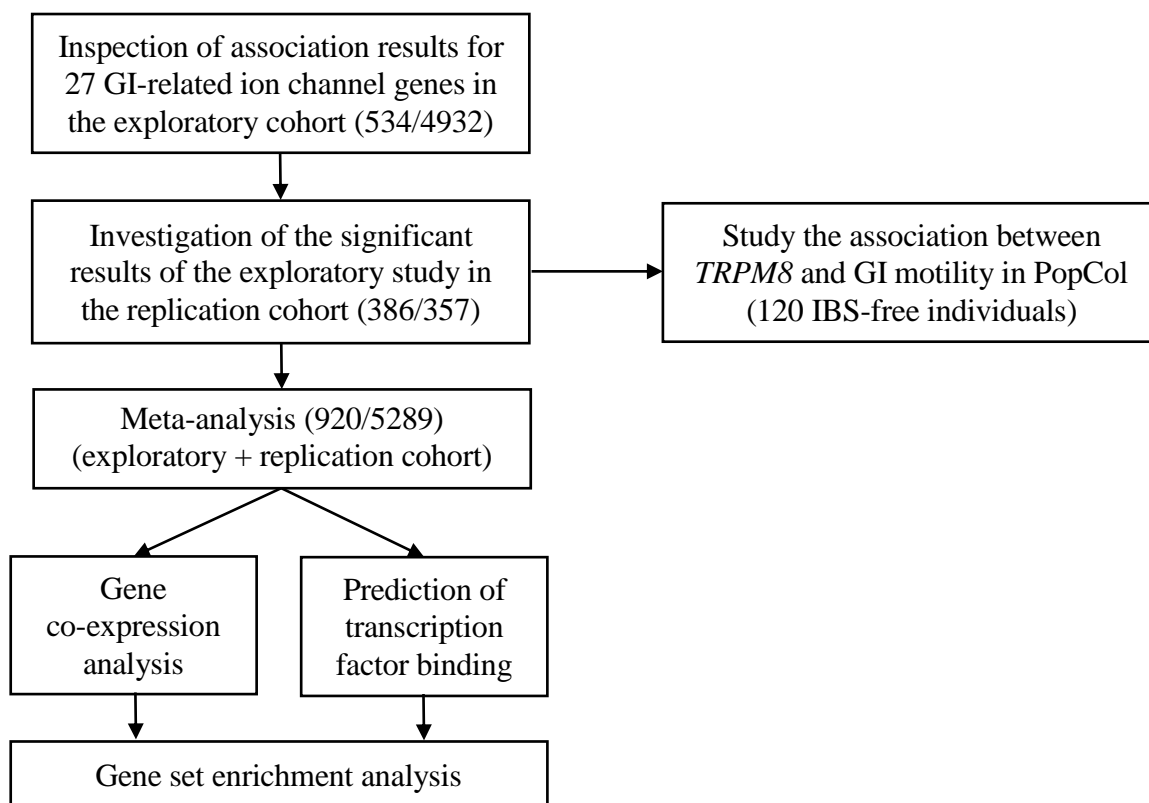 Inspection of association results for
27 GI-related ion channel genes in
the exploratory cohort (534/4932)
Investigation of the significant
results of the exploratory study in
the replication cohort (386/357)
Study the association between
TRPM8 and GI motility in PopCol
(120 IBS-free individuals)
Meta-analysis (920/5289)
(exploratory + replication cohort)
Gene
co-expression
analysis
Prediction of
transcription
factor binding
Gene set enrichment analysis